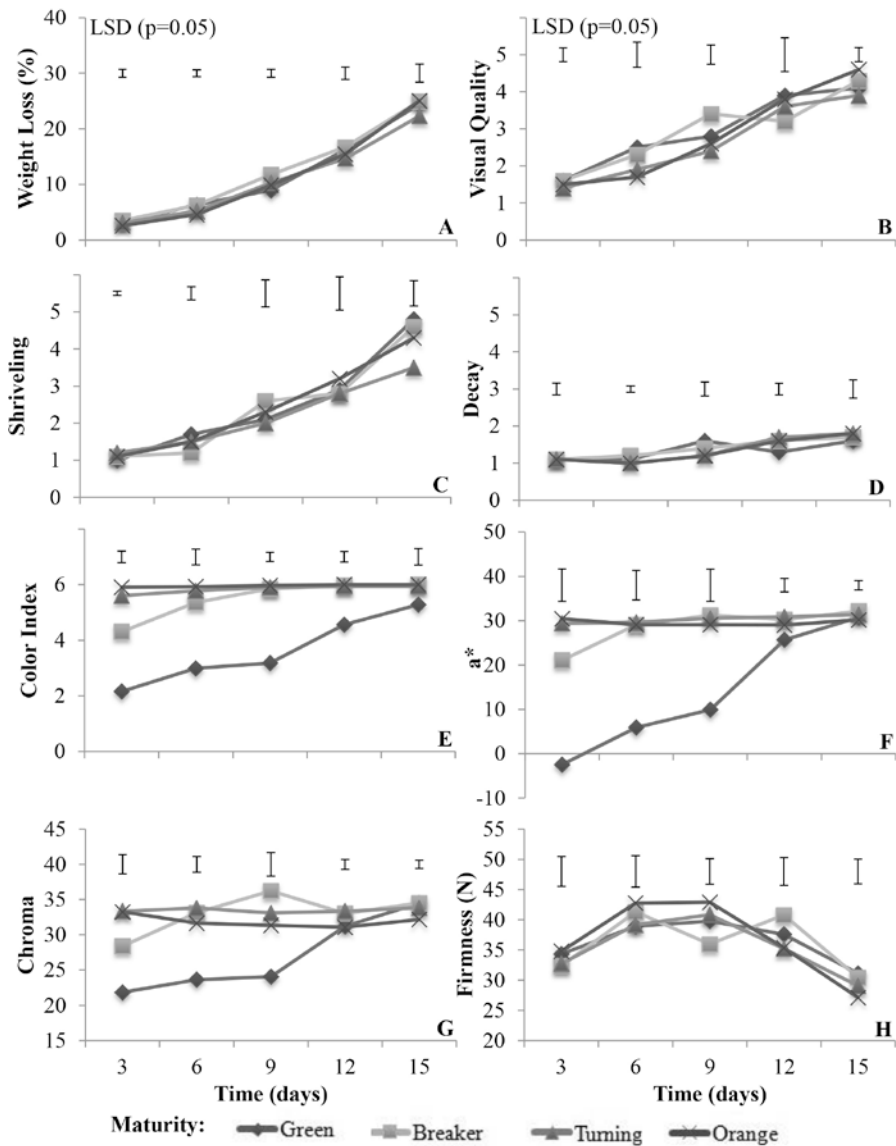 LSD (p=0.05)
40
30
20
10
0
Weight Loss (%)
A
LSD (p=0.05)
5
4
3
2
1
0
Visual Quality
B
5
4
3
2
1
0
Shriveling
C
5
4
3
2
1
0
Decay
D
8
6
4
2
0
Color Index
E
50
40
30
20
10
0
-10
a*
F
45
40
35
30
25
20
15
Chroma
G
3
6
9
12
15
Time (days)
55
50
45
40
35
30
25
20
Firmness (N)
H
3
6
9
12
15
Time (days)
Maturity: Green Breaker Turning Orange